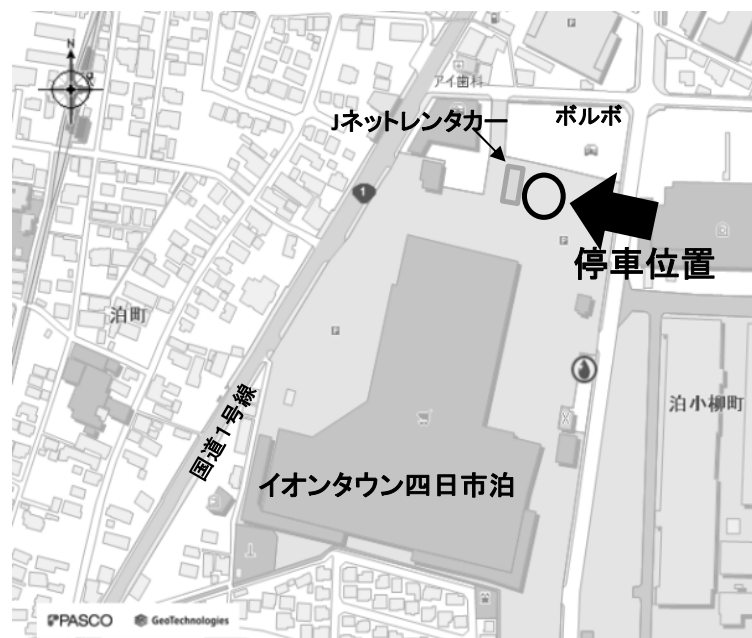 N
アイ歯科
Jネットレンタカー
ボルボ
1
停車位置
泊町
国道1号線
泊小柳町
イオンタウン四日市泊
PASCO
GeoTechnologies